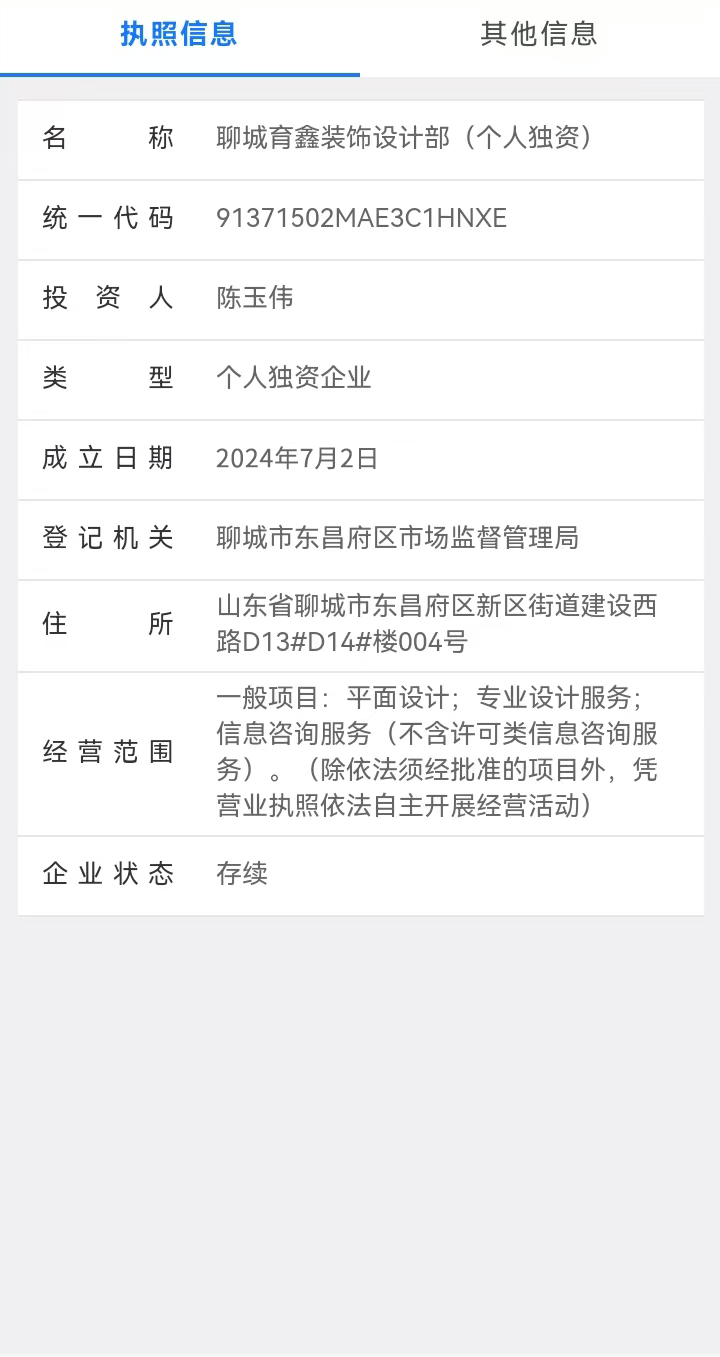 执照信息 其他信息
名称 聊城育鑫装饰设计部（个人独资）
统一代码 91371502MAE3C1HNXE
投资人 陈玉伟
类型 个人独资企业
成立日期 2024年7月2日
登记机关 聊城市东昌府区市场监督管理局
住所 山东省聊城市东昌府区新区街道建设西
路D13#D14#楼004号
经营范围 一般项目：平面设计；专业设计服务；
信息咨询服务（不含许可类信息咨询服
务）。（除依法须经批准的项目外，凭
营业执照依法自主开展经营活动）
企业状态 存续